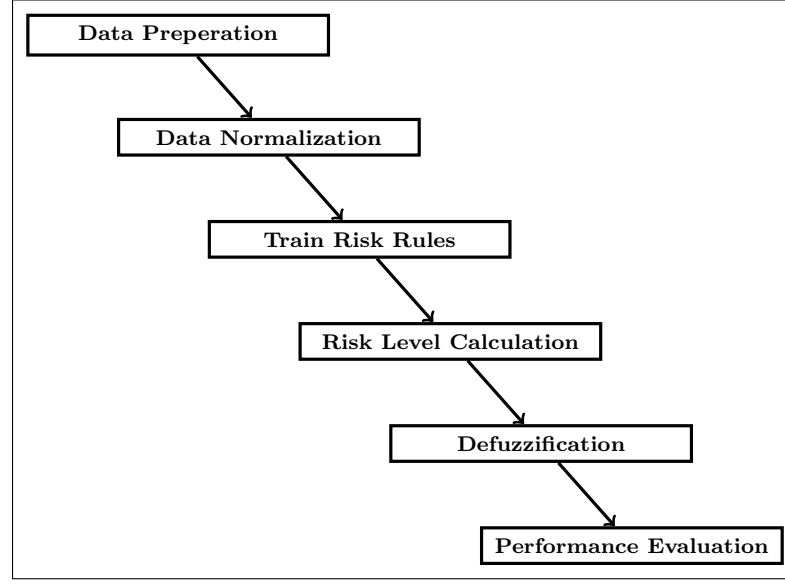 Data Preperation
Data Normalization
Train Risk Rules
Risk Level Calculation
Defuzzification
Performance Evaluation